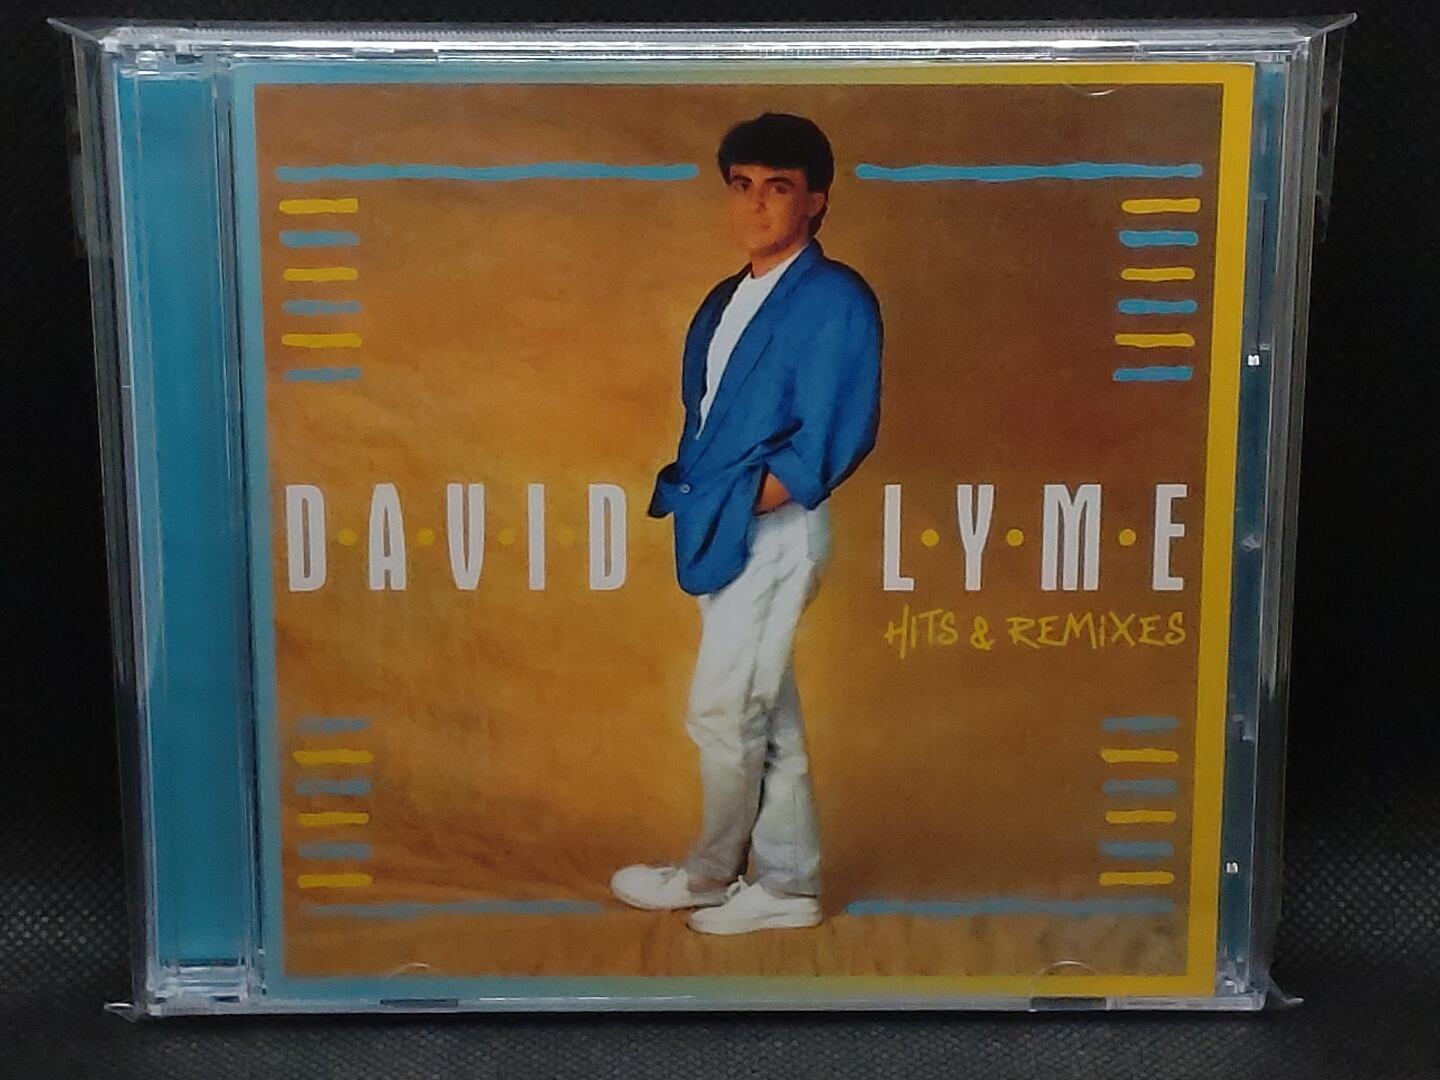 D·A·V·I·D L·Y·M·E
HITS & REMIXES